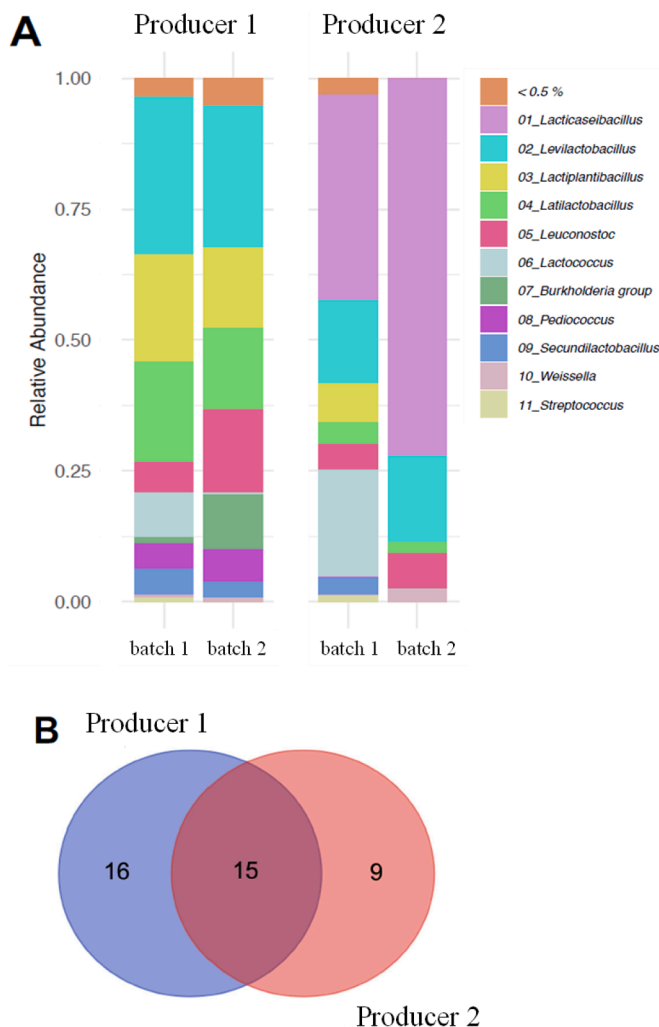 A
Producer 1
Producer 2
Relative Abundance
1.00
0.75
0.50
0.25
0.00
batch 1
batch 2
batch 1
batch 2
< 0.5 %
01_Lacticaseibacillus
02_Levilactobacillus
03_Lactiplantibacillus
04_Latilactobacillus
05_Leuconostoc
06_Lactococcus
07_Burkholderia group
08_Pediococcus
09_Secundilactobacillus
10_Weissella
11_Streptococcus
B
Producer 1
16
15
9
Producer 2